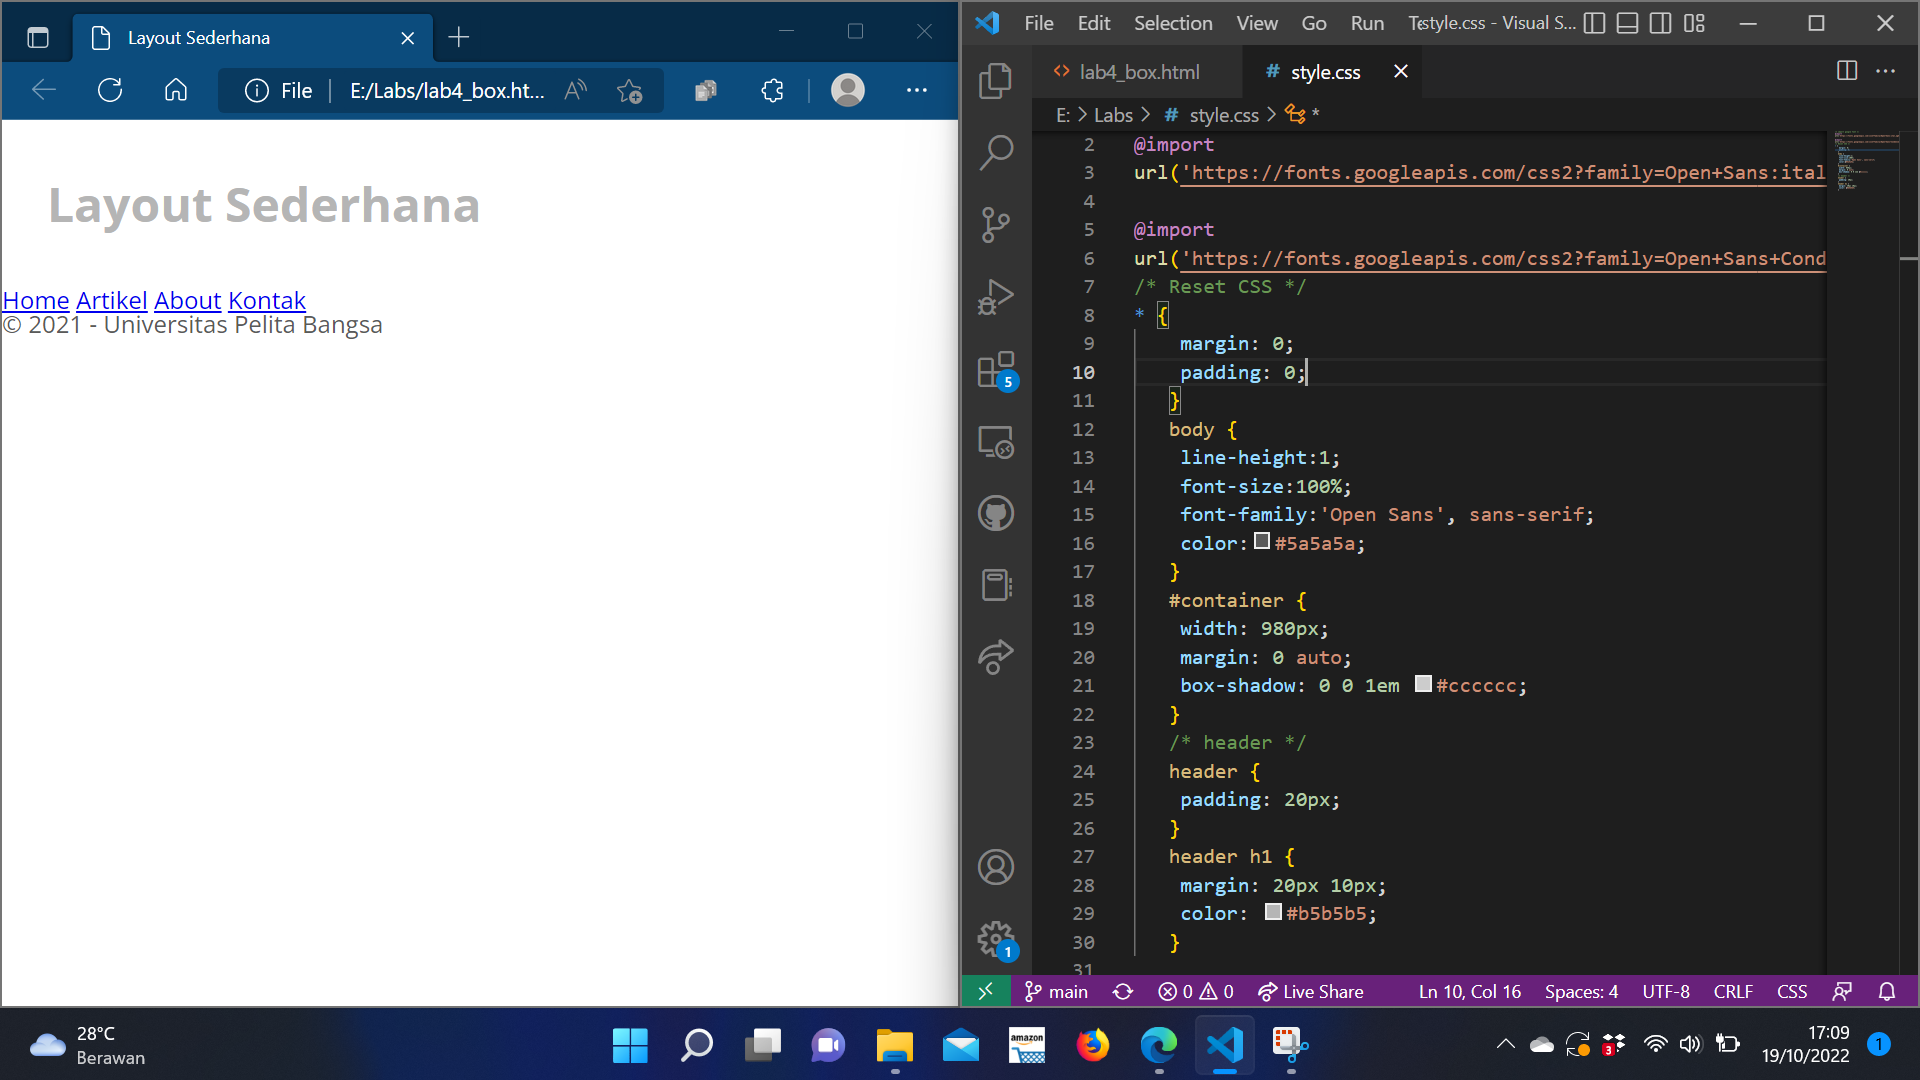 Layout Sederhana
File
E:/Labs/lab4_box.ht...
Layout Sederhana
Home Artikel About Kontak
© 2021 - Universitas Pelita Bangsa
File Edit Selection View Go Run
style.css - Visual S...
lab4_box.html
# style.css
E: > Labs > # style.css > *
2 @import
3 url('https://fonts.googleapis.com/css2?family=Open+Sans:ital
4
5 @import
6 url('https://fonts.googleapis.com/css2?family=Open+Sans+Cond
7 /* Reset CSS */
8 * {
9 margin: 0;
10 padding: 0;
11 }
12 body {
13 line-height:1;
14 font-size:100%;
15 font-family:'Open Sans', sans-serif;
16 color: #5a5a5a;
17 }
18 #container {
19 width: 980px;
20 margin: 0 auto;
21 box-shadow: 0 0 1em #cccccc;
22 }
23 /* header */
24 header {
25 padding: 20px;
26 }
27 header h1 {
28 margin: 20px 10px;
29 color: #b5b5b5;
30 }
31
5
1
main
0 0
Live Share
Ln 10, Col 16
Spaces: 4
UTF-8
CRLF
CSS
28°C
Berawan
amazon
3
17:09
19/10/2022
1